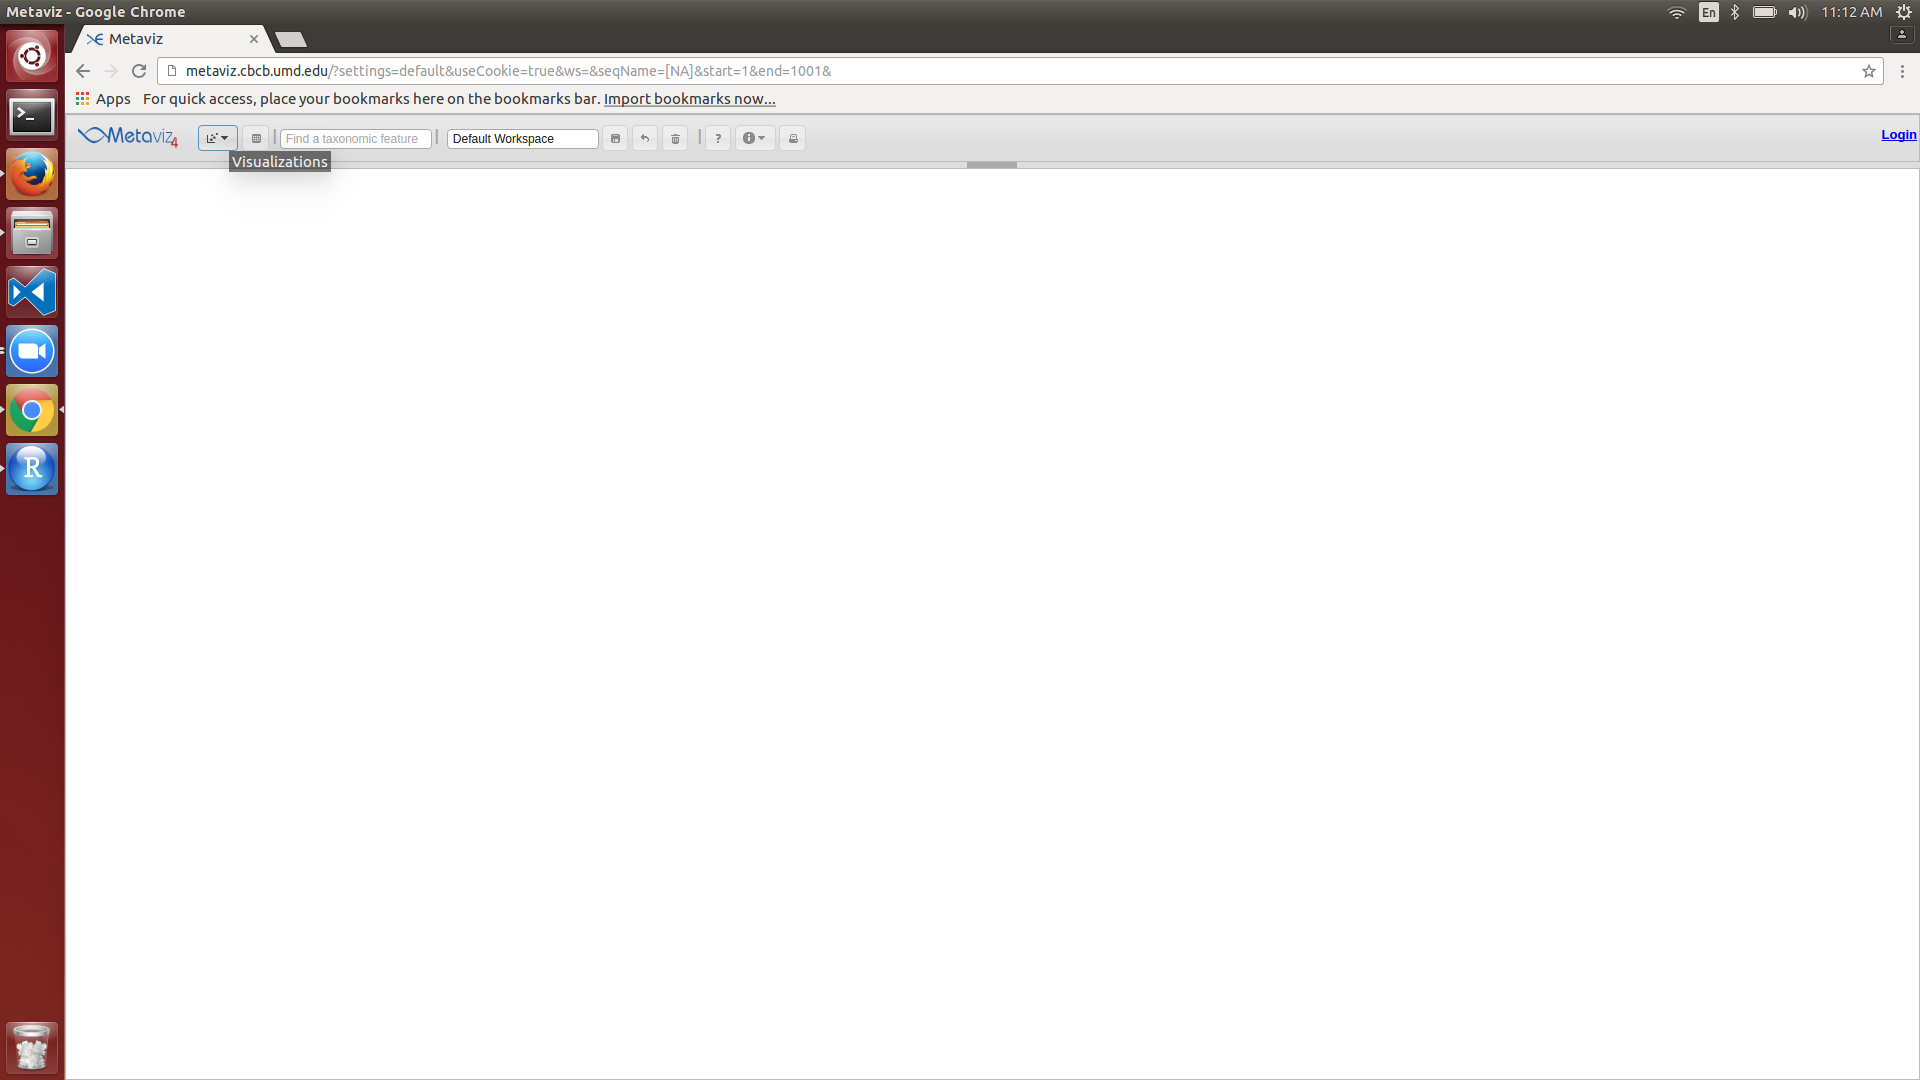 Metaviz - Google Chrome
En
11:12 AM
Metaviz
metaviz.cbcb.umd.edu/?settings=default&useCookie=true&ws=&seqName=[NA]&start=1&end=1001&
Apps For quick access, place your bookmarks here on the bookmarks bar. Import bookmarks now...
Metaviz 4
Find a taxonomic feature
Default Workspace
?
Login
Visualizations
R